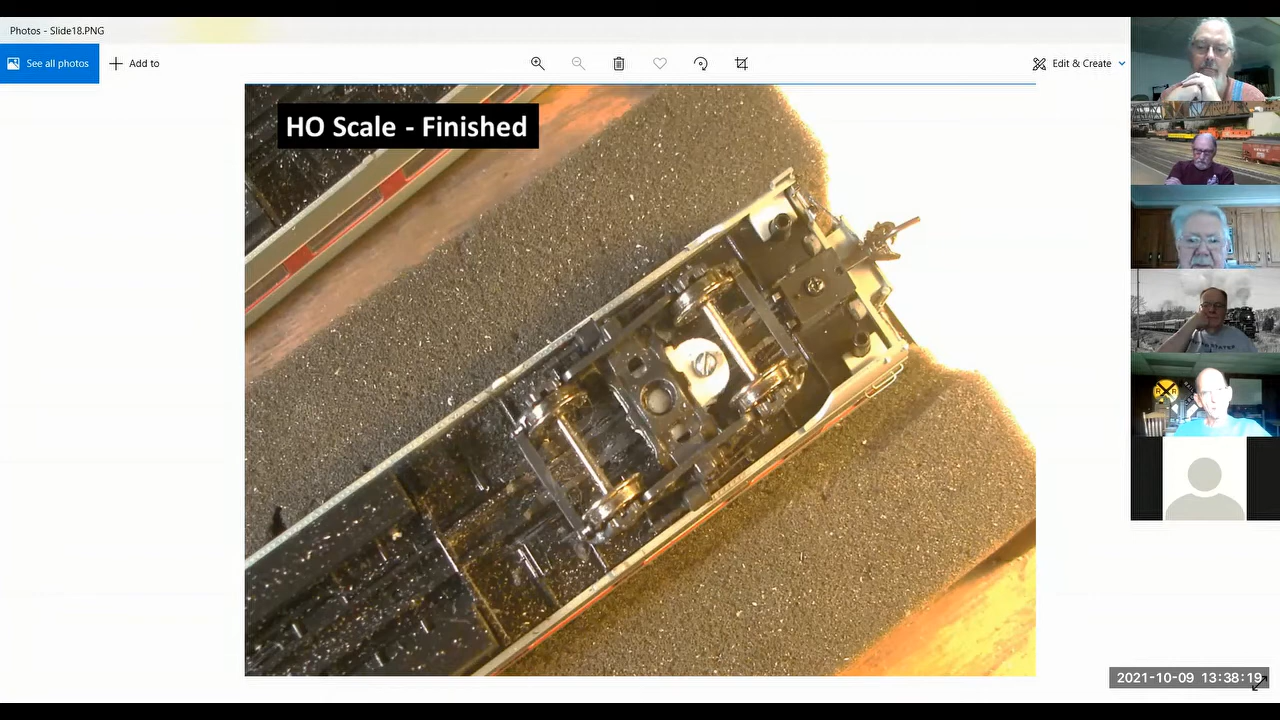 Photos - Slide18.PNG
See all photos
Add to
Edit & Create
HO Scale - Finished
2021-10-09 13:38:19